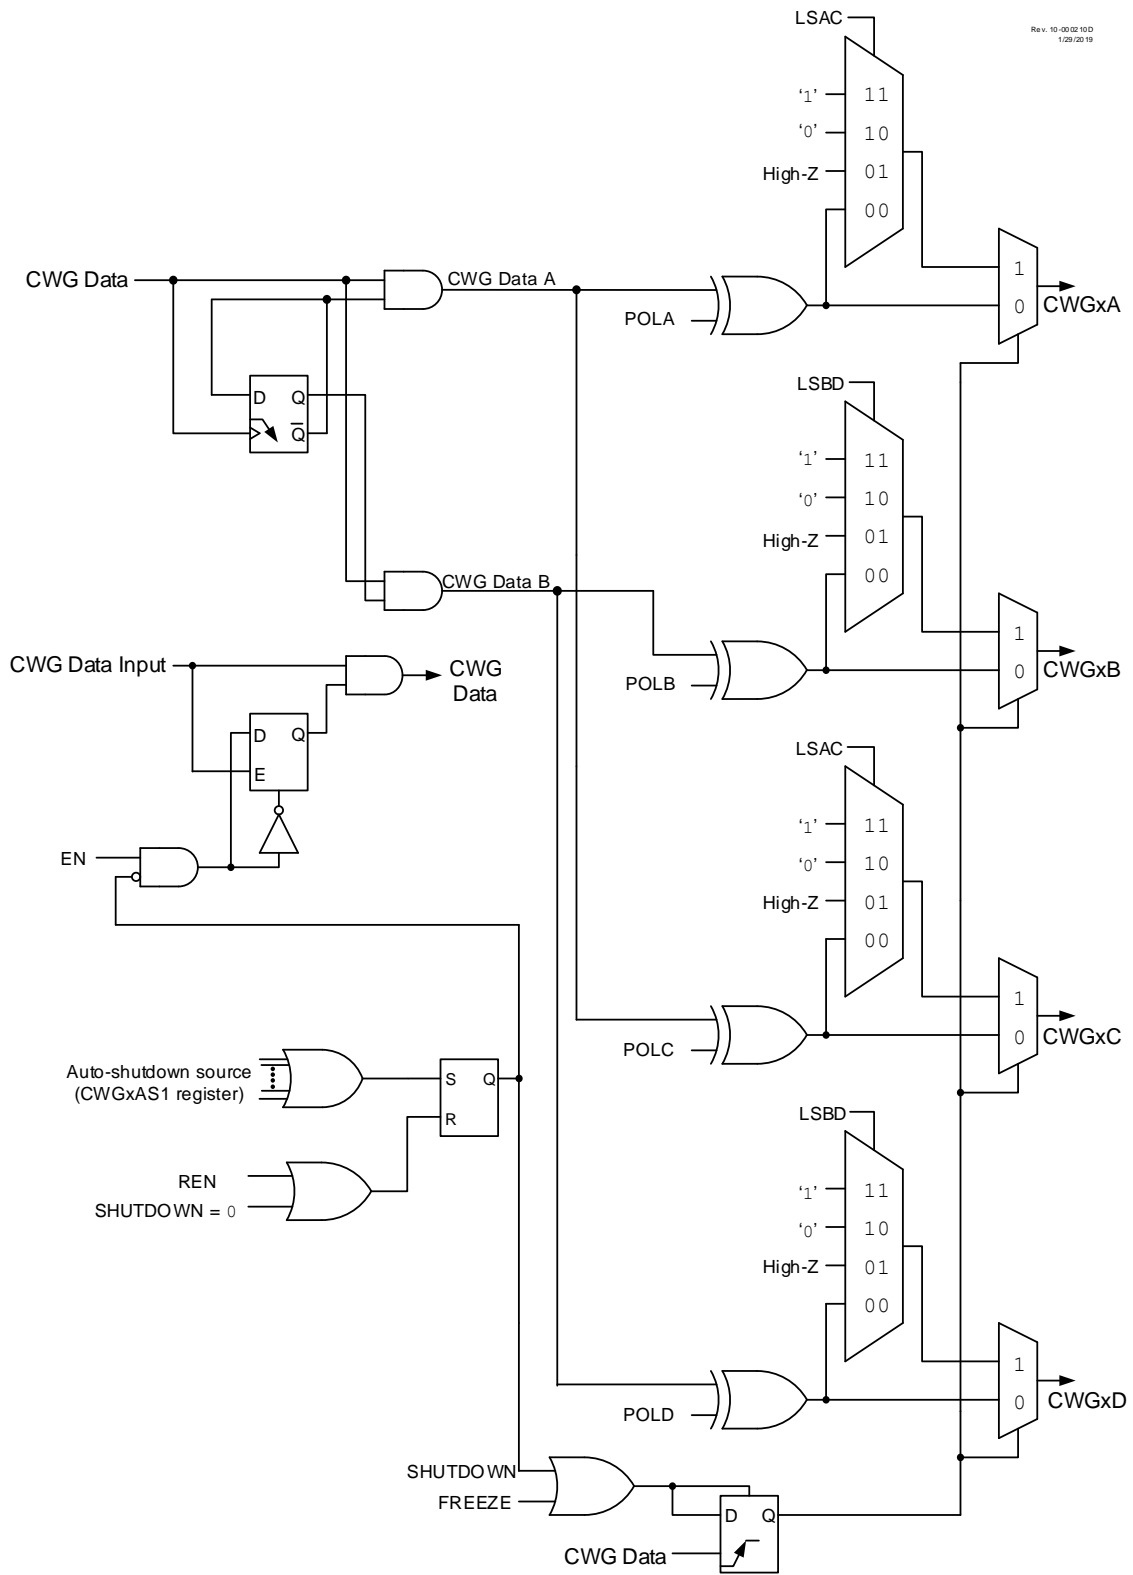 LSAC
Rev. 10-000210D
1/29/2019
‘1’
11
‘0’
10
High-Z
01
00
CWG Data
CWG Data A
POLA
1
0
CWGxA
D
Q
Q
LSBD
‘1’
11
‘0’
10
High-Z
01
00
CWG Data B
POLB
1
0
CWGxB
CWG Data Input
CWG
Data
D
Q
E
EN
LSAC
‘1’
11
‘0’
10
High-Z
01
00
POLC
1
0
CWGxC
Auto-shutdown source
(CWGxAS1 register)
S
Q
R
REN
SHUTDOWN = 0
LSBD
‘1’
11
‘0’
10
High-Z
01
00
POLD
1
0
CWGxD
SHUTDOWN
FREEZE
D
Q
CWG Data